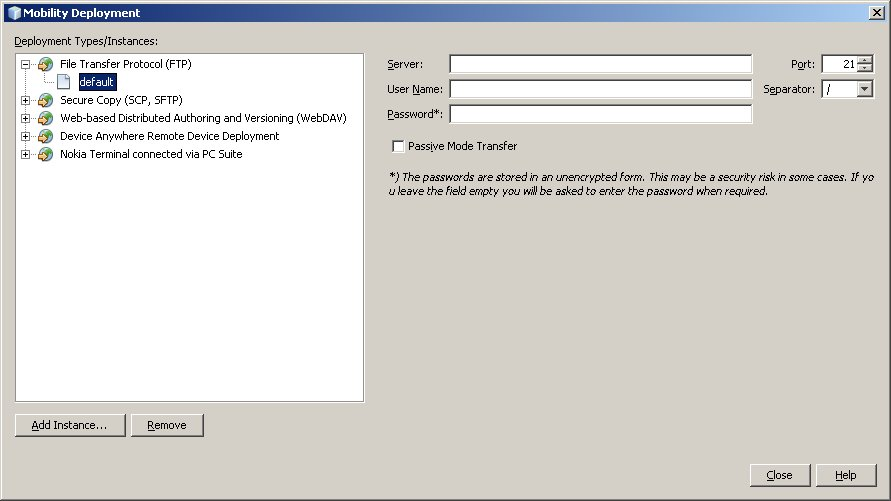 Mobility Deployment
Deployment Types/Instances:
File Transfer Protocol (FTP)
default
Secure Copy (SCP, SFTP)
Web-based Distributed Authoring and Versioning (WebDAV)
Device Anywhere Remote Device Deployment
Nokia Terminal connected via PC Suite
Add Instance... Remove
Server: Port: 21
User Name: Separator: /
Password*:
Passive Mode Transfer
*) The passwords are stored in an unencrypted form. This may be a security risk in some cases. If yo
u leave the field empty you will be asked to enter the password when required.
Close Help